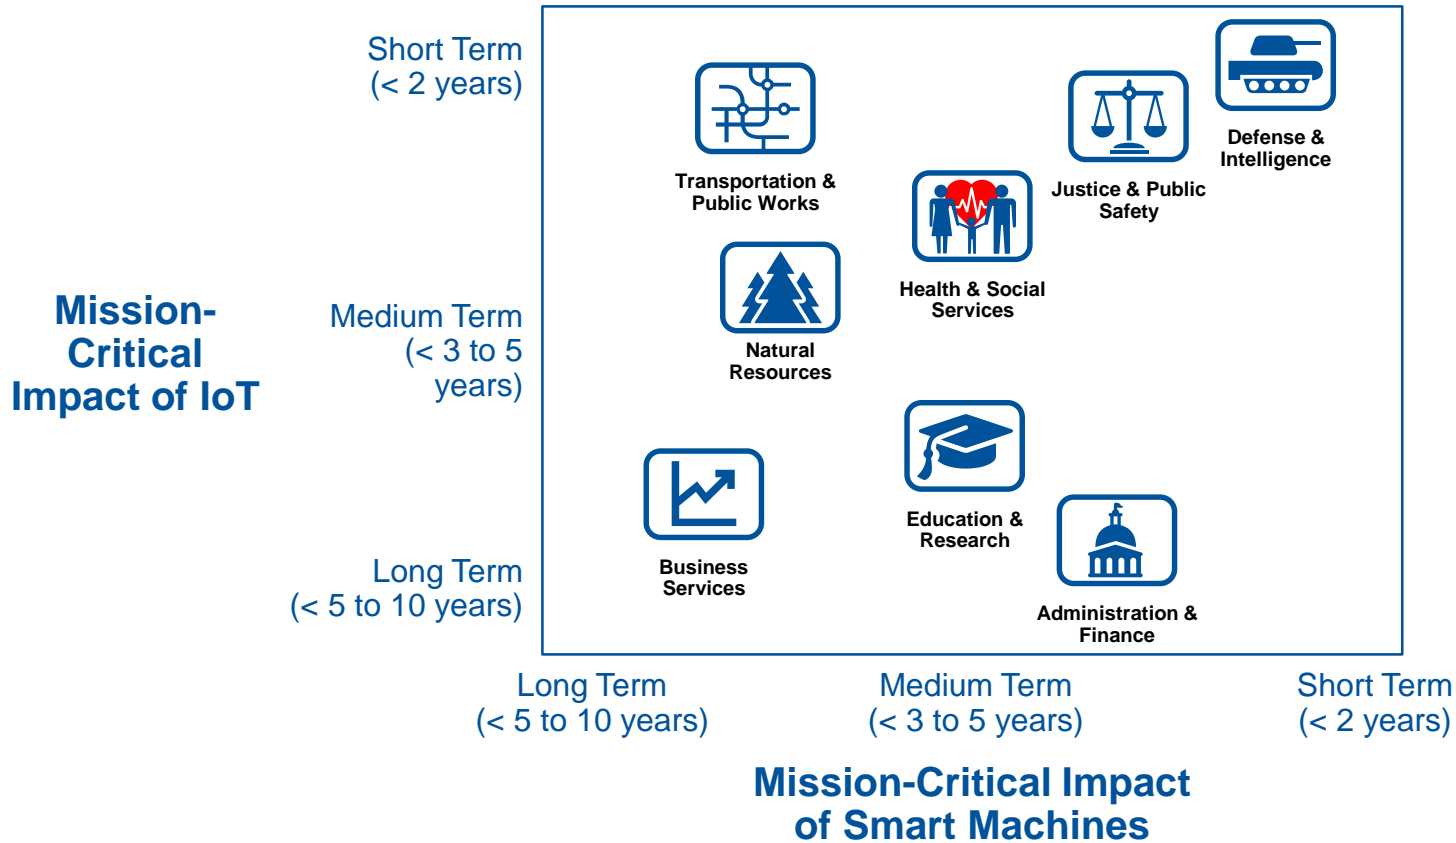 Short Term
(< 2 years)
Defense &
Intelligence
Transportation &
Public Works
Justice & Public
Safety
Health & Social
Services
Mission-
Critical
Impact of IoT
Medium Term
(< 3 to 5
years)
Natural
Resources
Education &
Research
Business
Services
Long Term
(< 5 to 10 years)
Administration &
Finance
Long Term
(< 5 to 10 years)
Medium Term
(< 3 to 5 years)
Short Term
(< 2 years)
Mission-Critical Impact
of Smart Machines